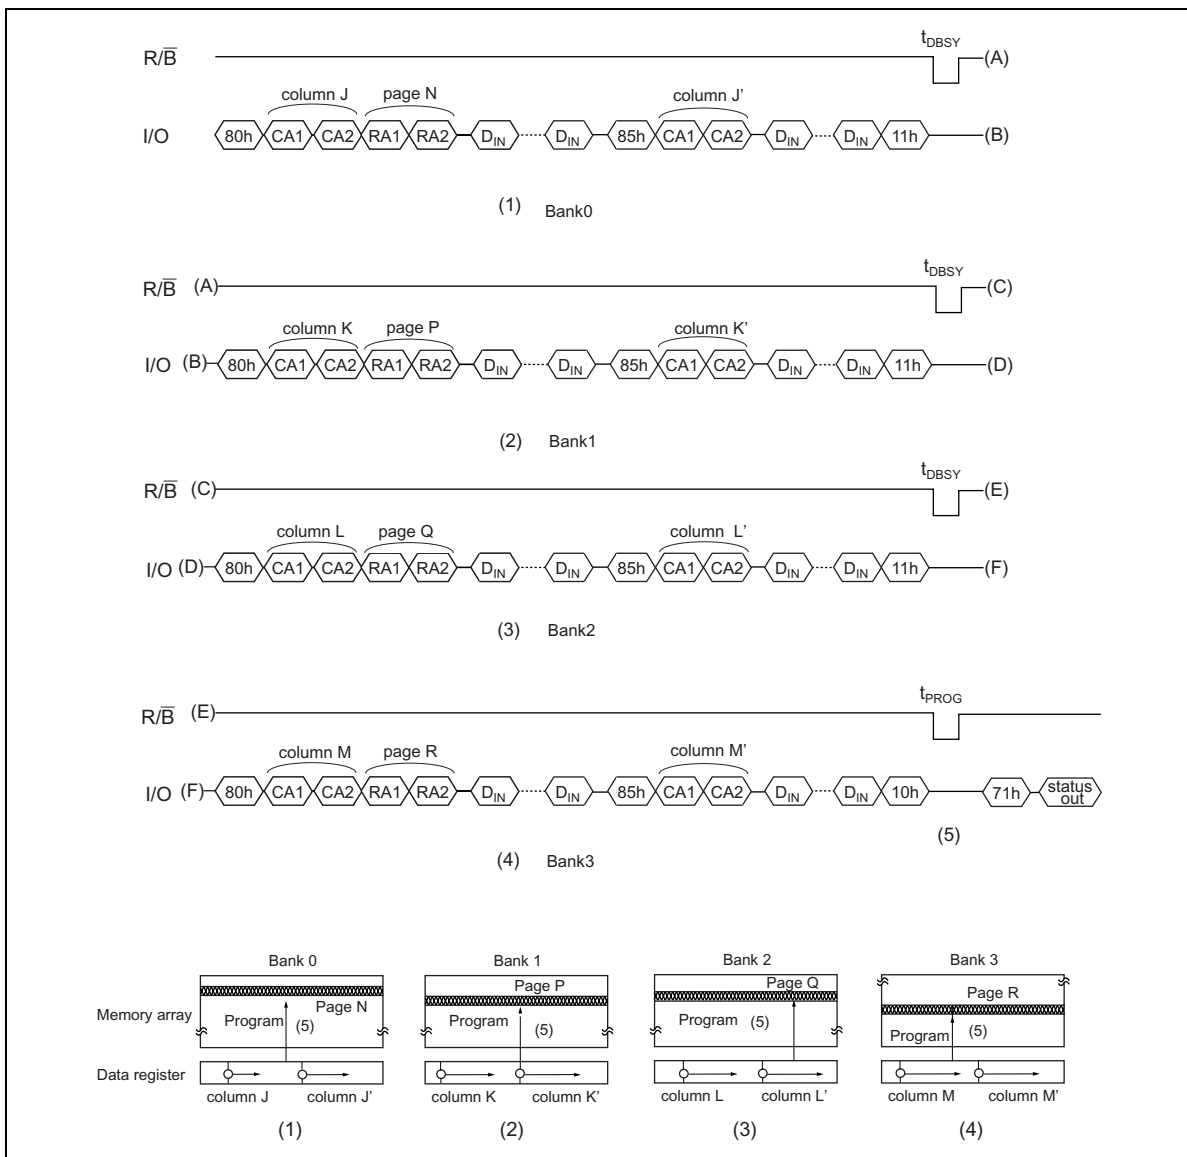 tDBSY
R/B (A)
column J page N column J'
I/O 80h CA1 CA2 RA1 RA2 DIN DIN 85h CA1 CA2 DIN DIN 11h (B)
(1) Bank0
tDBSY
R/B (A) (C)
column K page P column K'
I/O (B) 80h CA1 CA2 RA1 RA2 DIN DIN 85h CA1 CA2 DIN DIN 11h (D)
(2) Bank1
tDBSY
R/B (C) (E)
column L page Q column L'
I/O (D) 80h CA1 CA2 RA1 RA2 DIN DIN 85h CA1 CA2 DIN DIN 11h (F)
(3) Bank2
tPROG
R/B (E)
column M page R column M'
I/O (F) 80h CA1 CA2 RA1 RA2 DIN DIN 85h CA1 CA2 DIN DIN 10h 71h status out
(5)
(4) Bank3
Bank 0 Bank 1 Bank 2 Bank 3
Page N Page P Page Q Page R
Memory array Program (5) Program (5) Program (5) Program (5)
Data register
column J column J' column K column K' column L column L' column M column M'
(1) (2) (3) (4)